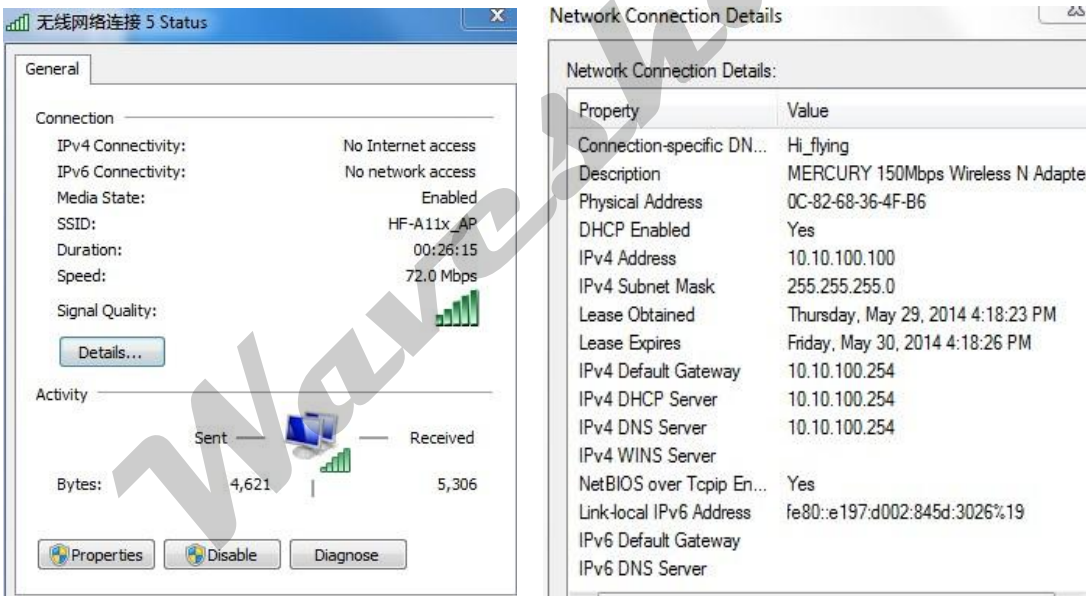 无线网络连接 5 Status
General
Connection
IPv4 Connectivity: No Internet access
IPv6 Connectivity: No network access
Media State: Enabled
SSID: HF-A11x_AP
Duration: 00:26:15
Speed: 72.0 Mbps
Signal Quality:
Details...
Activity
Sent Received
Bytes: 4,621 5,306
Properties Disable Diagnose
Network Connection Details
Network Connection Details:
Property Value
Connection-specific DN... Hi_flying
Description MERCURY 150Mbps Wireless N Adapte
Physical Address 0C-82-68-36-4F-B6
DHCP Enabled Yes
IPv4 Address 10.10.100.100
IPv4 Subnet Mask 255.255.255.0
Lease Obtained Thursday, May 29, 2014 4:18:23 PM
Lease Expires Friday, May 30, 2014 4:18:26 PM
IPv4 Default Gateway 10.10.100.254
IPv4 DHCP Server 10.10.100.254
IPv4 DNS Server 10.10.100.254
IPv4 WINS Server
NetBIOS over Tcpip En... Yes
Link-local IPv6 Address fe80::e197:d002:845d:3026%19
IPv6 Default Gateway
IPv6 DNS Server